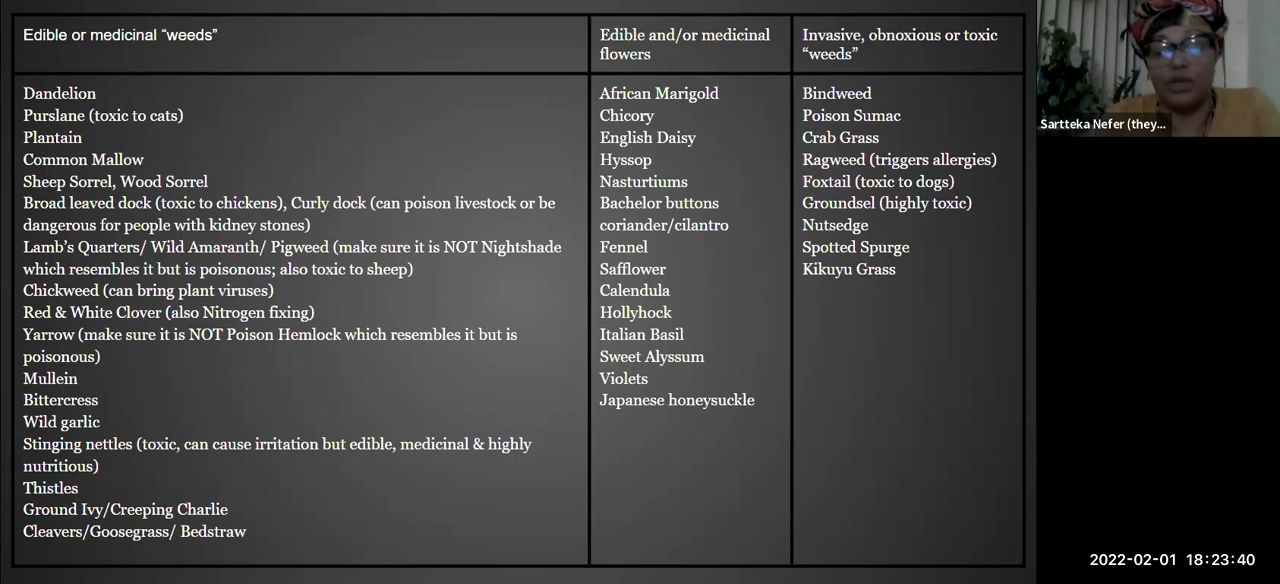 Edible or medicinal “weeds”
Dandelion
Purslane (toxic to cats)
Plantain
Common Mallow
Sheep Sorrel, Wood Sorrel
Broad leaved dock (toxic to chickens), Curly dock (can poison livestock or be
dangerous for people with kidney stones)
Lamb’s Quarters/ Wild Amaranth/ Pigweed (make sure it is NOT Nightshade
which resembles it but is poisonous; also toxic to sheep)
Chickweed (can bring plant viruses)
Red & White Clover (also Nitrogen fixing)
Yarrow (make sure it is NOT Poison Hemlock which resembles it but is
poisonous)
Mullein
Bittercress
Wild garlic
Stinging nettles (toxic, can cause irritation but edible, medicinal & highly
nutritious)
Thistles
Ground Ivy/Creeping Charlie
Cleavers/Goosegrass/ Bedstraw
Edible and/or medicinal
flowers
African Marigold
Chicory
English Daisy
Hyssop
Nasturtiums
Bachelor buttons
coriander/cilantro
Fennel
Safflower
Calendula
Hollyhock
Italian Basil
Sweet Alyssum
Violets
Japanese honeysuckle
Invasive, obnoxious or toxic
“weeds”
Bindweed
Poison Sumac
Crab Grass
Ragweed (triggers allergies)
Foxtail (toxic to dogs)
Groundsel (highly toxic)
Nutsedge
Spotted Spurge
Kikuyu Grass
Sartteka Nefer (they...
2022-02-01 18:23:40